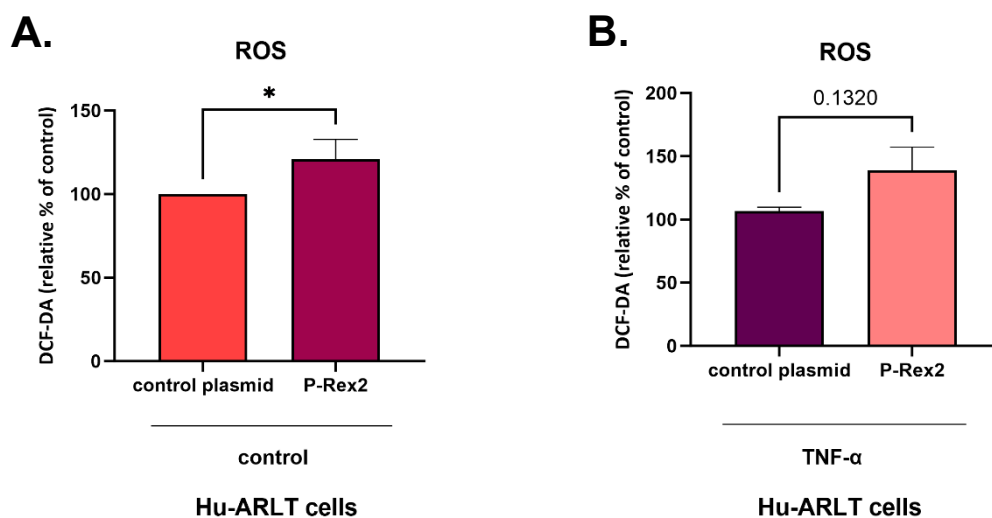 A.
ROS
*
DCF-DA (relative % of control)
150
100
50
0
control plasmid
P-Rex2
control
Hu-ARLT cells
B.
ROS
0.1320
DCF-DA (relative % of control)
200
150
100
50
0
control plasmid
P-Rex2
TNF-α
Hu-ARLT cells